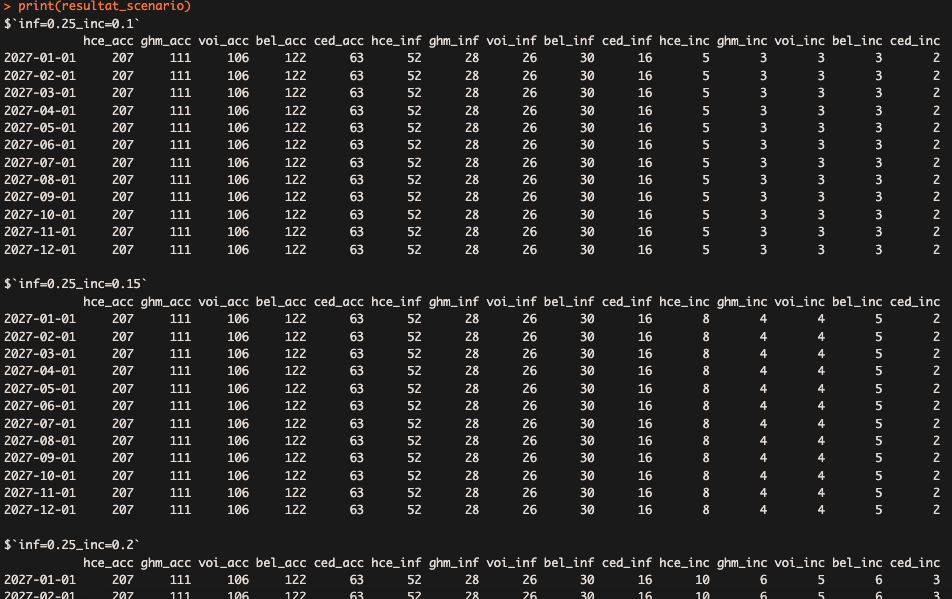 > print(resultat_scenario)
$`inf=0.25_inc=0.1`
hce_acc ghm_acc voi_acc bel_acc ced_acc hce_inf ghm_inf voi_inf bel_inf ced_inf hce_inc ghm_inc voi_inc bel_inc ced_inc
2027-01-01 207 111 106 122 63 52 28 26 30 16 5 3 3 3 2
2027-02-01 207 111 106 122 63 52 28 26 30 16 5 3 3 3 2
2027-03-01 207 111 106 122 63 52 28 26 30 16 5 3 3 3 2
2027-04-01 207 111 106 122 63 52 28 26 30 16 5 3 3 3 2
2027-05-01 207 111 106 122 63 52 28 26 30 16 5 3 3 3 2
2027-06-01 207 111 106 122 63 52 28 26 30 16 5 3 3 3 2
2027-07-01 207 111 106 122 63 52 28 26 30 16 5 3 3 3 2
2027-08-01 207 111 106 122 63 52 28 26 30 16 5 3 3 3 2
2027-09-01 207 111 106 122 63 52 28 26 30 16 5 3 3 3 2
2027-10-01 207 111 106 122 63 52 28 26 30 16 5 3 3 3 2
2027-11-01 207 111 106 122 63 52 28 26 30 16 5 3 3 3 2
2027-12-01 207 111 106 122 63 52 28 26 30 16 5 3 3 3 2
$`inf=0.25_inc=0.15`
hce_acc ghm_acc voi_acc bel_acc ced_acc hce_inf ghm_inf voi_inf bel_inf ced_inf hce_inc ghm_inc voi_inc bel_inc ced_inc
2027-01-01 207 111 106 122 63 52 28 26 30 16 8 4 4 5 2
2027-02-01 207 111 106 122 63 52 28 26 30 16 8 4 4 5 2
2027-03-01 207 111 106 122 63 52 28 26 30 16 8 4 4 5 2
2027-04-01 207 111 106 122 63 52 28 26 30 16 8 4 4 5 2
2027-05-01 207 111 106 122 63 52 28 26 30 16 8 4 4 5 2
2027-06-01 207 111 106 122 63 52 28 26 30 16 8 4 4 5 2
2027-07-01 207 111 106 122 63 52 28 26 30 16 8 4 4 5 2
2027-08-01 207 111 106 122 63 52 28 26 30 16 8 4 4 5 2
2027-09-01 207 111 106 122 63 52 28 26 30 16 8 4 4 5 2
2027-10-01 207 111 106 122 63 52 28 26 30 16 8 4 4 5 2
2027-11-01 207 111 106 122 63 52 28 26 30 16 8 4 4 5 2
2027-12-01 207 111 106 122 63 52 28 26 30 16 8 4 4 5 2
$`inf=0.25_inc=0.2`
hce_acc ghm_acc voi_acc bel_acc ced_acc hce_inf ghm_inf voi_inf bel_inf ced_inf hce_inc ghm_inc voi_inc bel_inc ced_inc
2027-01-01 207 111 106 122 63 52 28 26 30 16 10 6 5 6 3
2027-02-01 207 111 106 122 63 52 28 26 30 16 10 6 5 6 3